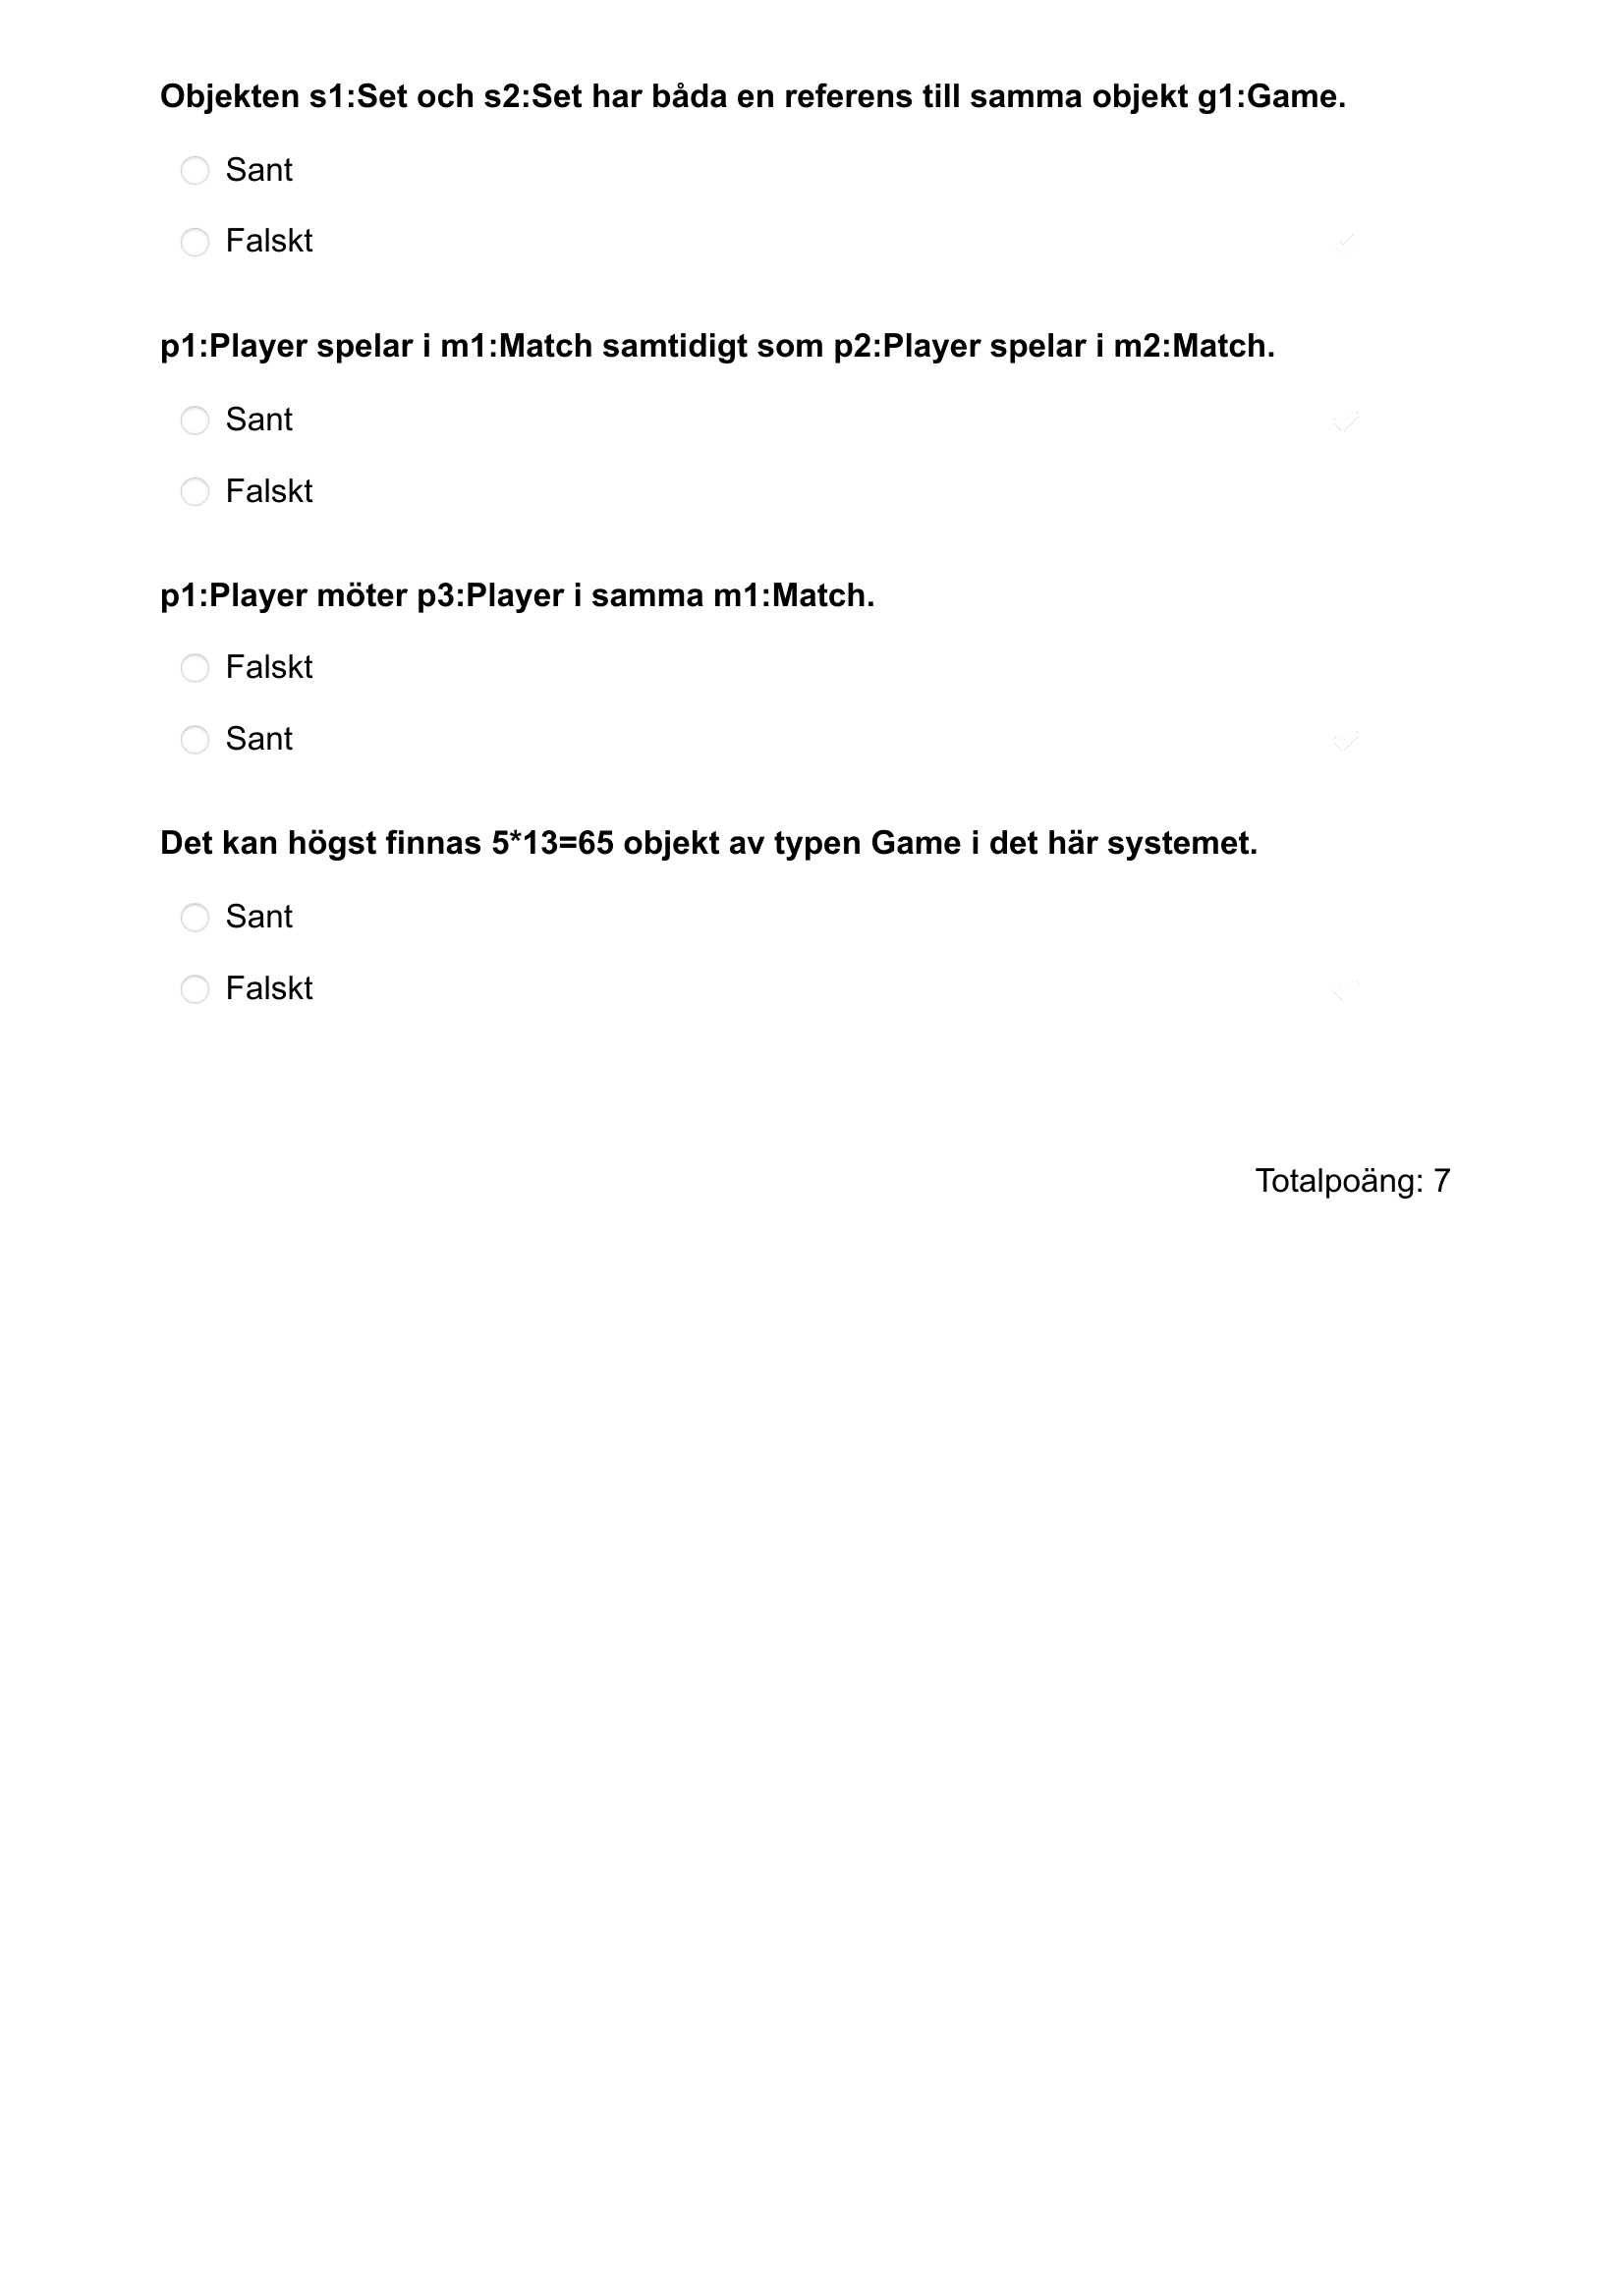 Objekten s1:Set och s2:Set har båda en referens till samma objekt g1:Game.
Sant
Falskt
p1:Player spelar i m1:Match samtidigt som p2:Player spelar i m2:Match.
Sant
Falskt
p1:Player möter p3:Player i samma m1:Match.
Falskt
Sant
Det kan högst finnas 5*13=65 objekt av typen Game i det här systemet.
Sant
Falskt
Totalpoäng: 7